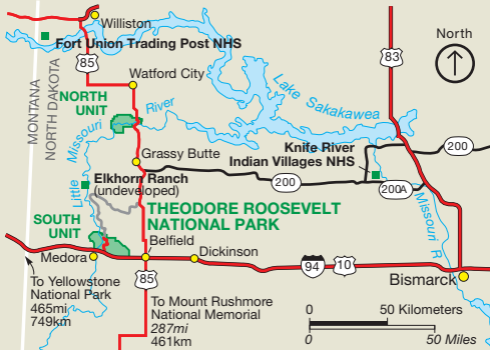 Williston
Fort Union Trading Post NHS
85
83
North
Watford City
Lake Sakakawea
MONTANA
NORTH DAKOTA
NORTH
UNIT
Little Missouri River
Knife River
Indian Villages NHS
200
Grassy Butte
200
200A
Elkhorn Ranch
(undeveloped)
THEODORE ROOSEVELT
NATIONAL PARK
Missouri R
SOUTH
UNIT
Belfield
Dickinson
Medora
94
10
Bismarck
To Yellowstone
National Park
465mi
749km
85
To Mount Rushmore
National Memorial
287mi
461km
0 50 Kilometers
0 50 Miles